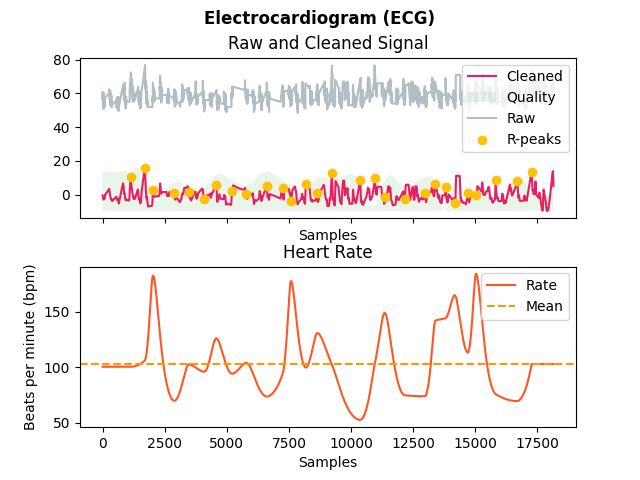 Electrocardiogram (ECG)
Raw and Cleaned Signal
80
60
40
20
0
Cleaned
Quality
Raw
R-peaks
Samples
Heart Rate
Beats per minute (bpm)
150
100
50
Rate
Mean
0 2500 5000 7500 10000 12500 15000 17500
Samples